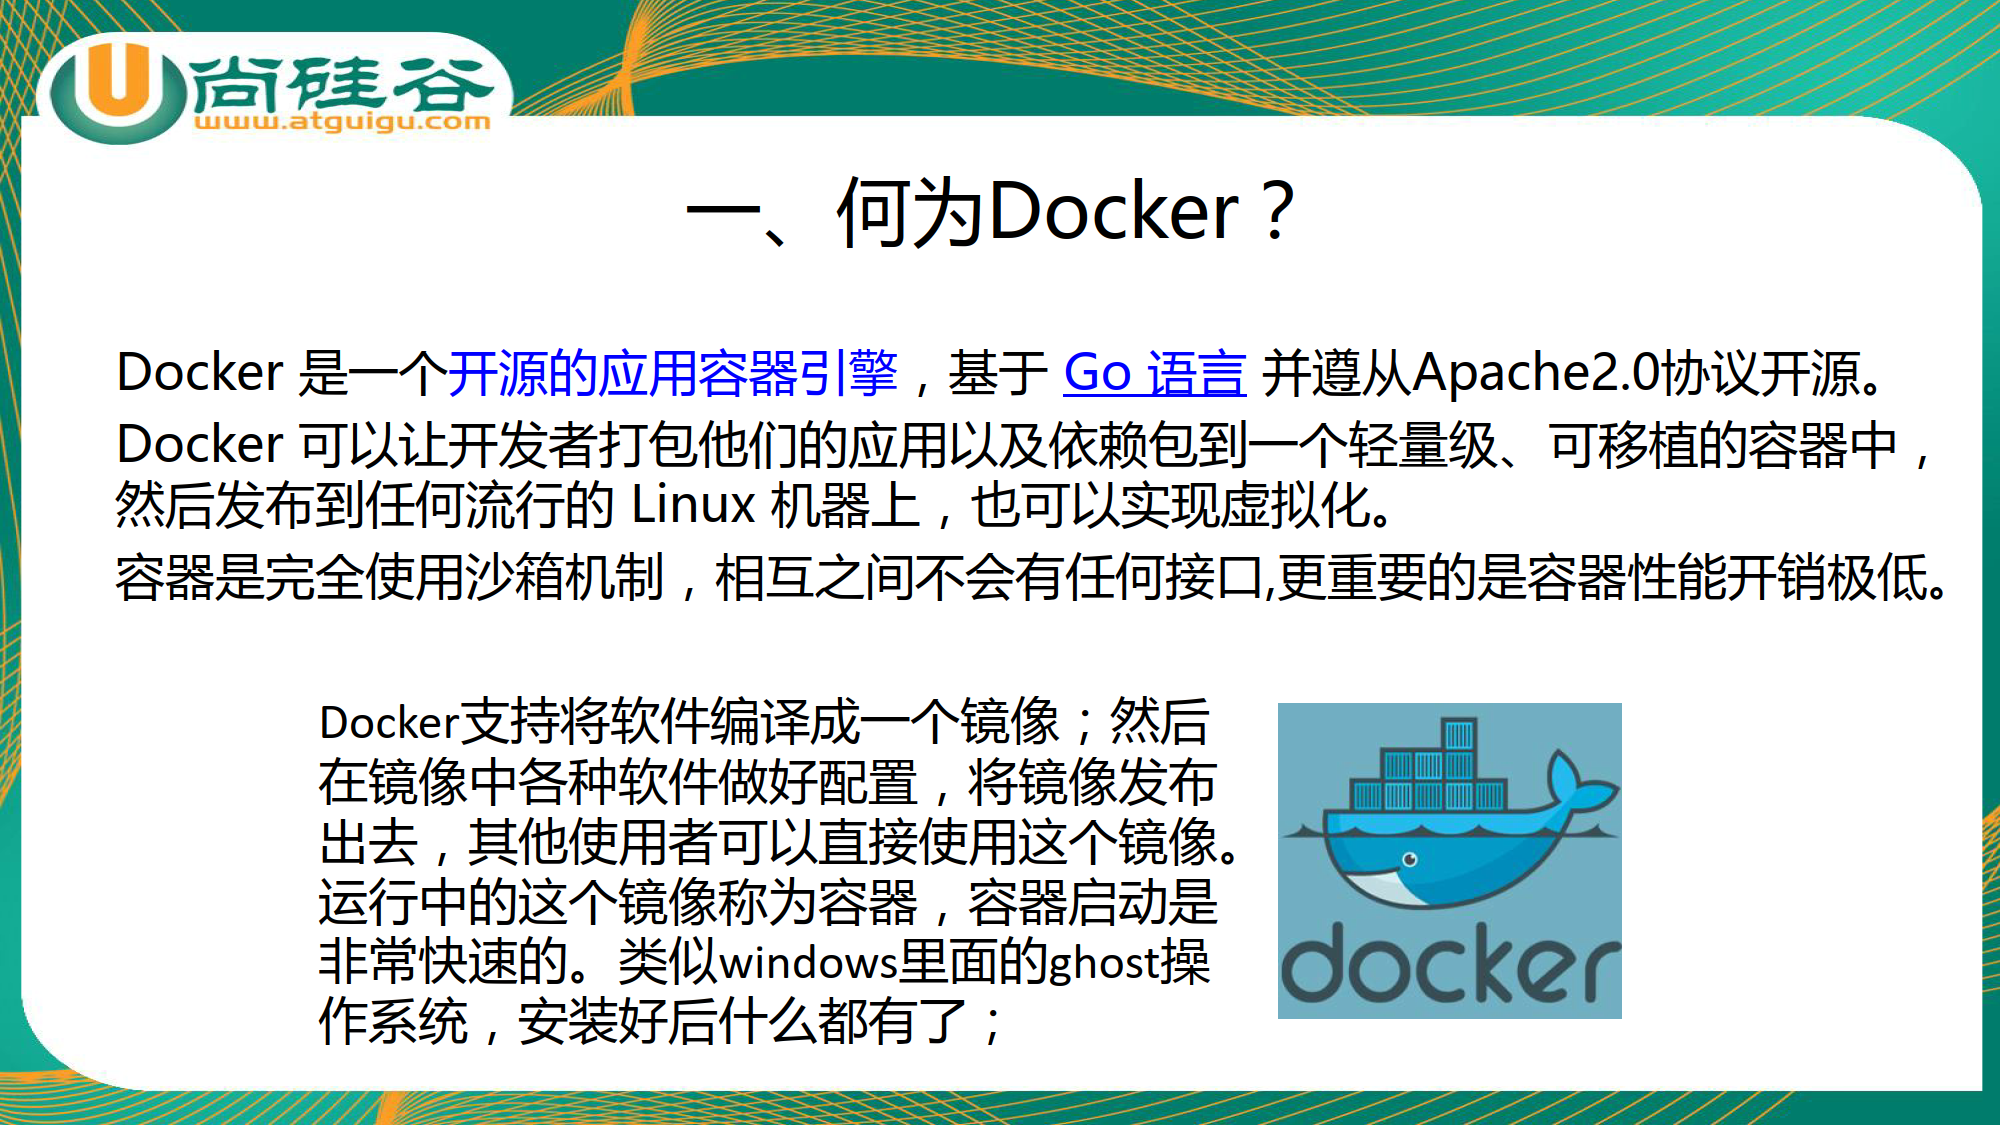 尚硅谷
www.atguigu.com
一、何为Docker？
Docker 是一个开源的应用容器引擎，基于 Go 语言 并遵从Apache2.0协议开源。
Docker 可以让开发者打包他们的应用以及依赖包到一个轻量级、可移植的容器中，
然后发布到任何流行的 Linux 机器上，也可以实现虚拟化。
容器是完全使用沙箱机制，相互之间不会有任何接口,更重要的是容器性能开销极低。
Docker支持将软件编译成一个镜像；然后
在镜像中各种软件做好配置，将镜像发布
出去，其他使用者可以直接使用这个镜像。
运行中的这个镜像称为容器，容器启动是
非常快速的。类似windows里面的ghost操
作系统，安装好后什么都有了；
docker